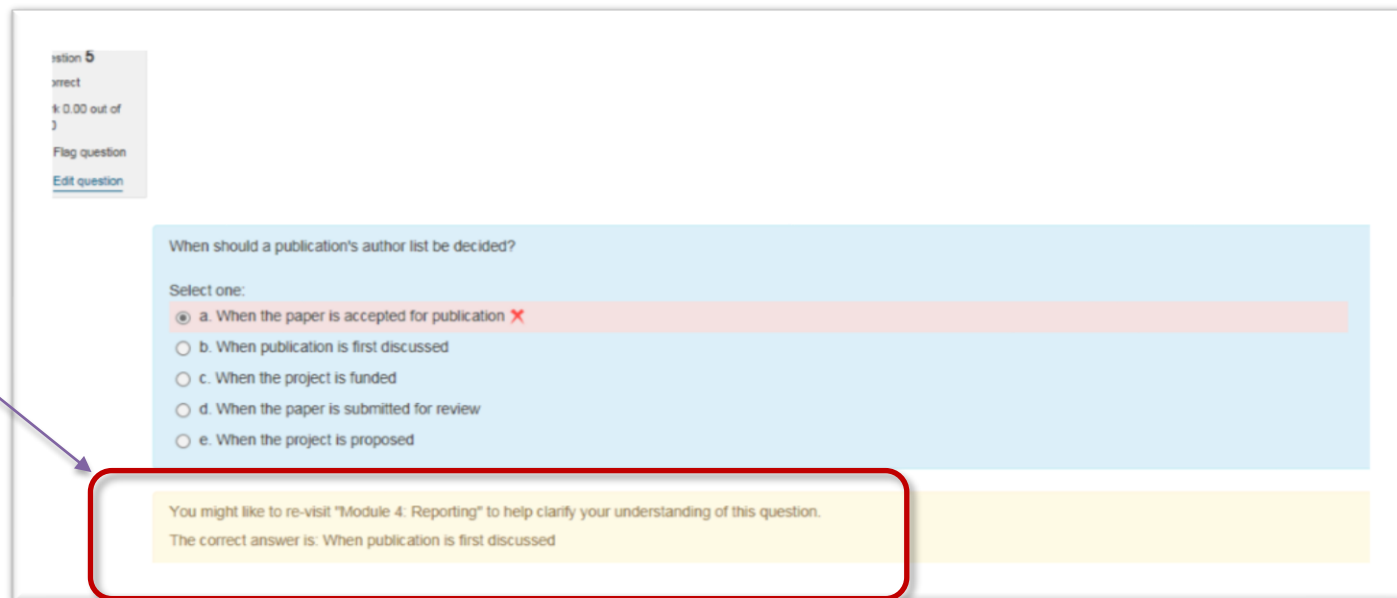 estion 5
orrect
k 0.00 out of
0
Flag question
Edit question
When should a publication's author list be decided?
Select one:
a. When the paper is accepted for publication
b. When publication is first discussed
c. When the project is funded
d. When the paper is submitted for review
e. When the project is proposed
You might like to re-visit "Module 4: Reporting" to help clarify your understanding of this question.
The correct answer is: When publication is first discussed